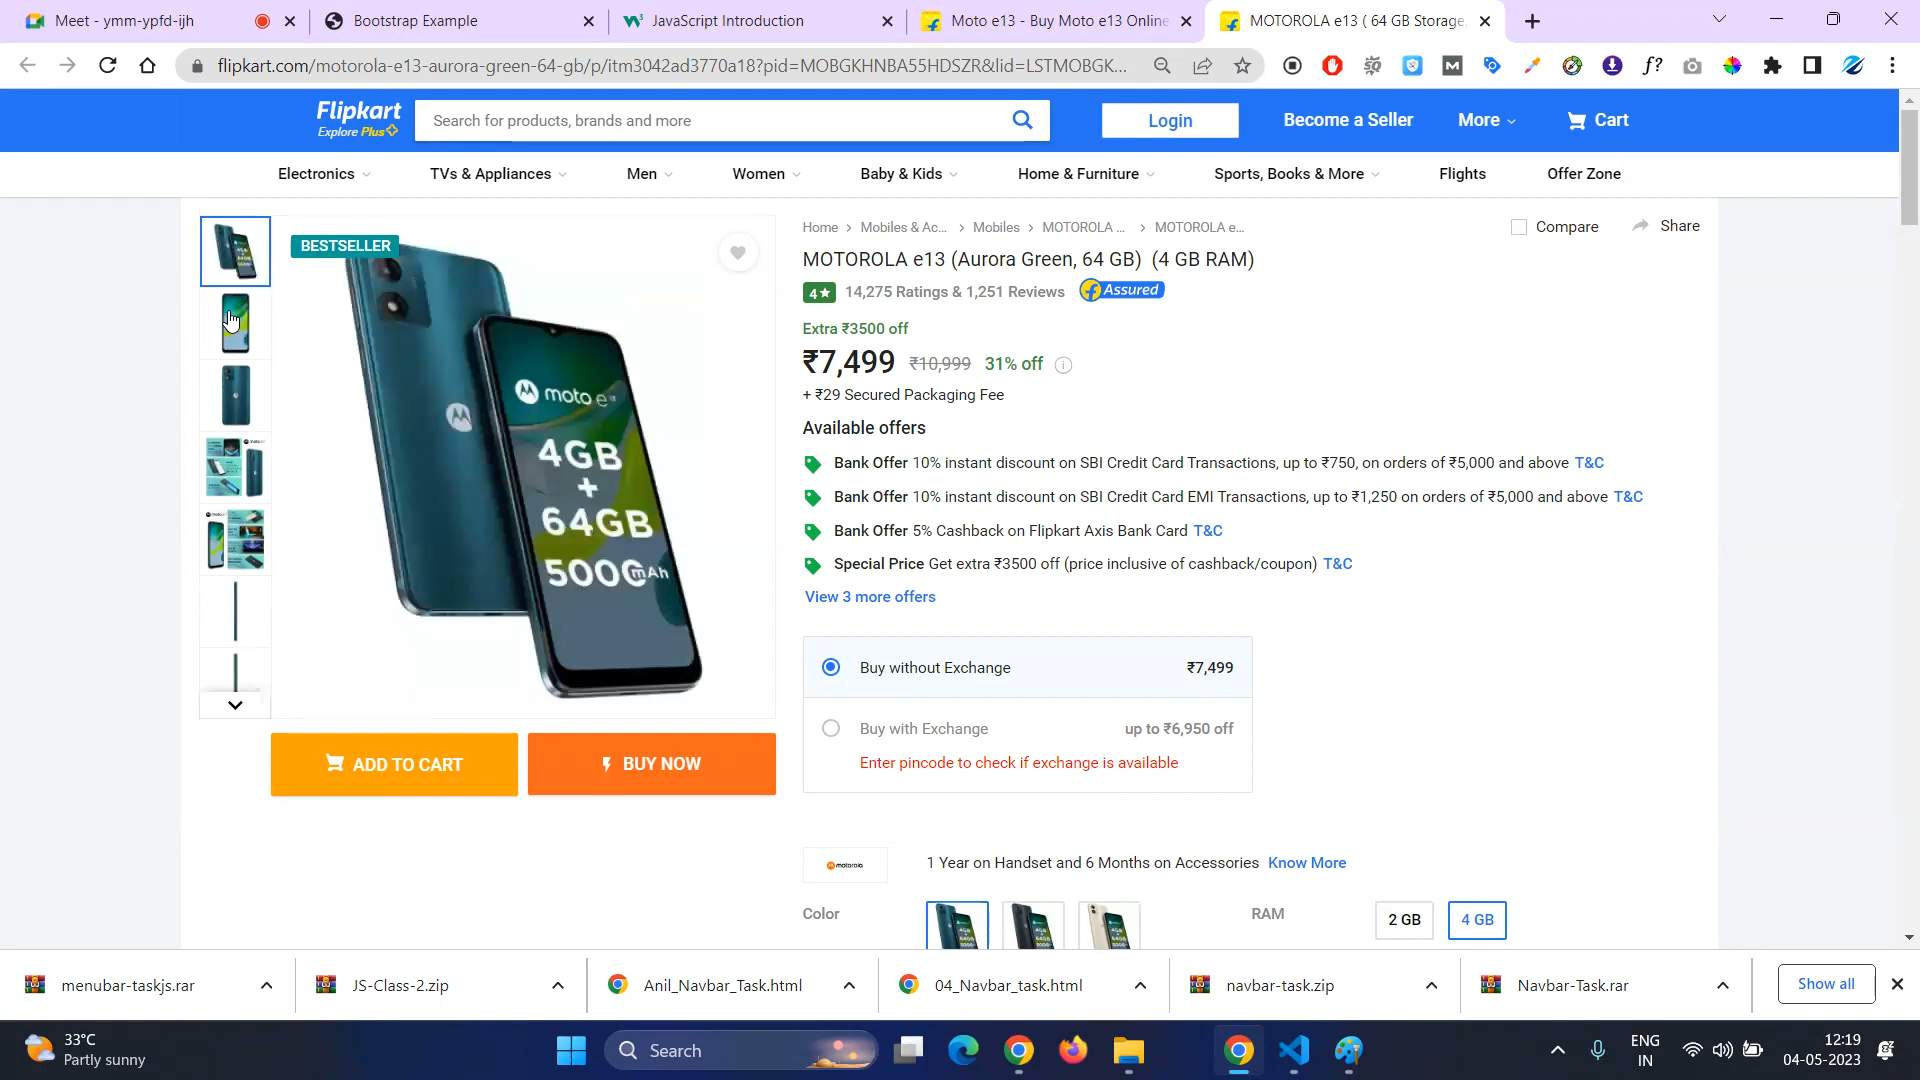 Meet - ymm-ypfd-ijh
Bootstrap Example
JavaScript Introduction
Moto e13 - Buy Moto e13 Online
MOTOROLA e13 ( 64 GB Storage,
flipkart.com/motorola-e13-aurora-green-64-gb/p/itm3042ad3770a18?pid=MOBGKHNBA55HDSZR&lid=LSTMOBGK...
Flipkart
Explore Plus
Search for products, brands and more
Login
Become a Seller
More
Cart
Electronics
TVs & Appliances
Men
Women
Baby & Kids
Home & Furniture
Sports, Books & More
Flights
Offer Zone
BESTSELLER
moto e13
4GB
+
64GB
5000mAh
Home
Mobiles & Ac...
Mobiles
MOTOROLA ...
MOTOROLA e...
Compare
Share
MOTOROLA e13 (Aurora Green, 64 GB) (4 GB RAM)
4★ 14,275 Ratings & 1,251 Reviews
Assured
Extra ₹3500 off
₹7,499 ₹10,999 31% off
+ ₹29 Secured Packaging Fee
Available offers
Bank Offer 10% instant discount on SBI Credit Card Transactions, up to ₹750, on orders of ₹5,000 and above T&C
Bank Offer 10% instant discount on SBI Credit Card EMI Transactions, up to ₹1,250 on orders of ₹5,000 and above T&C
Bank Offer 5% Cashback on Flipkart Axis Bank Card T&C
Special Price Get extra ₹3500 off (price inclusive of cashback/coupon) T&C
View 3 more offers
Buy without Exchange
₹7,499
Buy with Exchange
up to ₹6,950 off
Enter pincode to check if exchange is available
ADD TO CART
BUY NOW
motorola
1 Year on Handset and 6 Months on Accessories Know More
Color
RAM
2 GB
4 GB
menubar-taskjs.rar
JS-Class-2.zip
Anil_Navbar_Task.html
04_Navbar_task.html
navbar-task.zip
Navbar-Task.rar
Show all
33°C
Partly sunny
Search
ENG
IN
12:19
04-05-2023